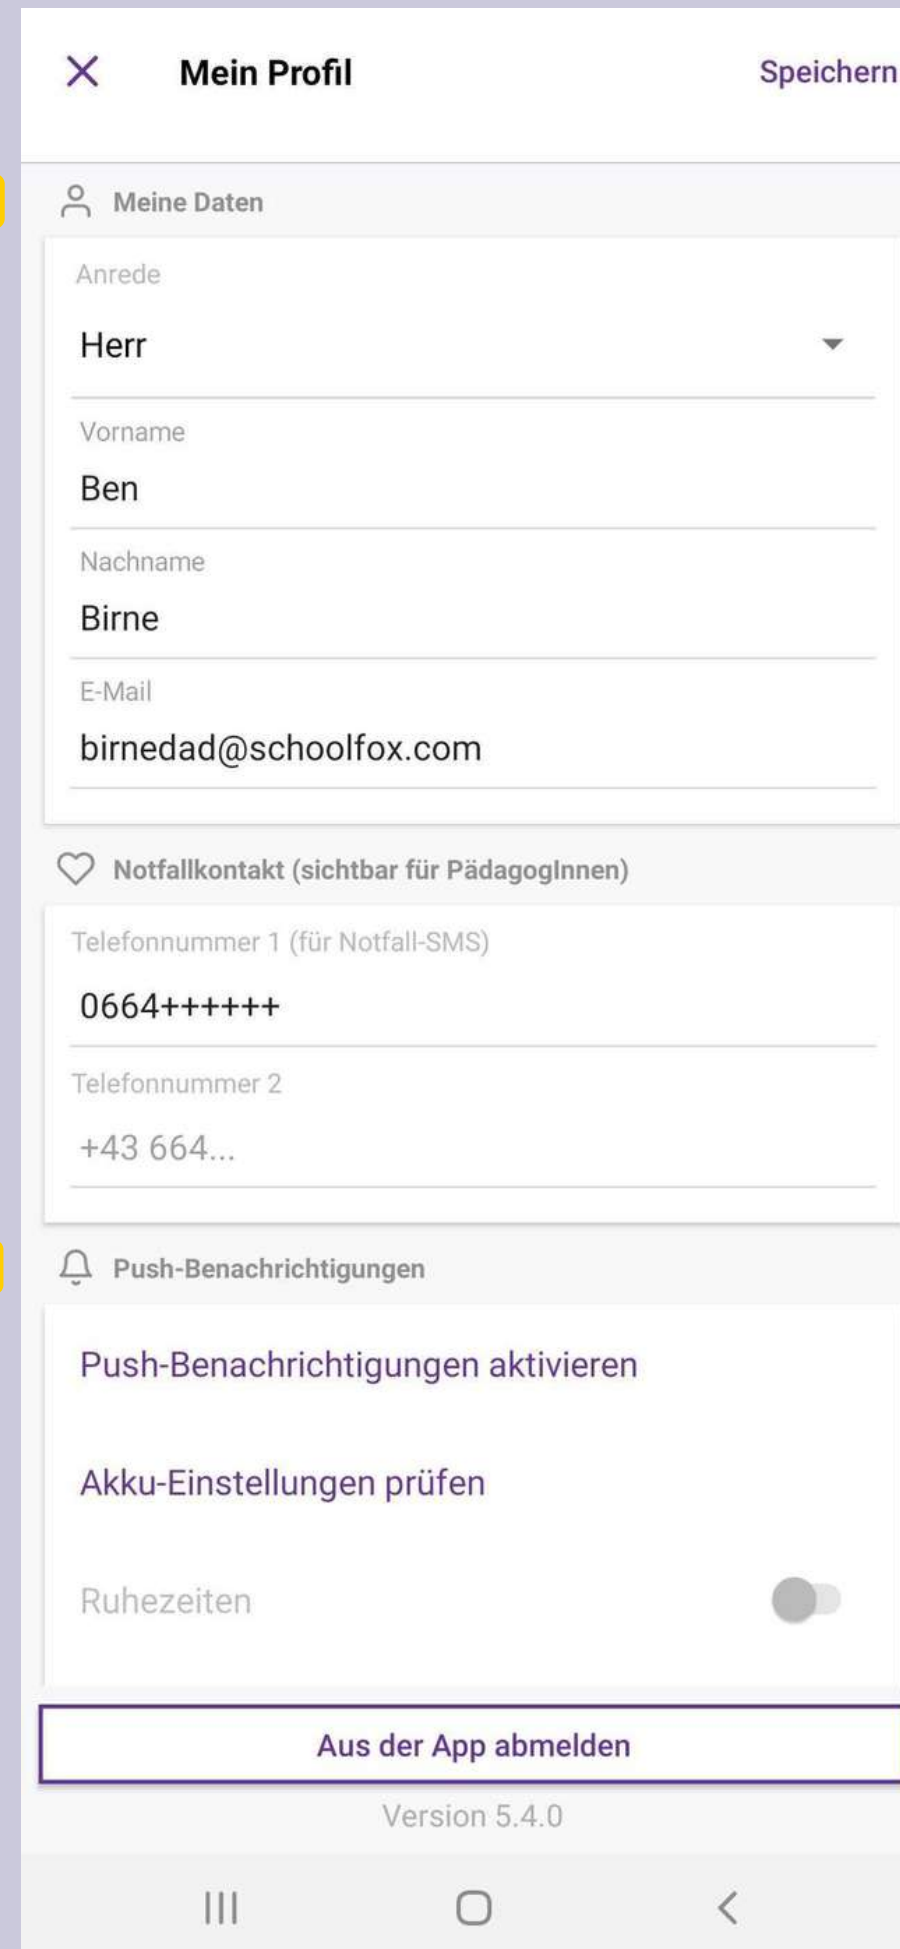 Mein Profil
Speichern
Meine Daten
Anrede
Herr
Vorname
Ben
Nachname
Birne
E-Mail
birnedad@schoolfox.com
Notfallkontakt (sichtbar für PädagogInnen)
Telefonnummer 1 (für Notfall-SMS)
0664++++++
Telefonnummer 2
+43 664...
Push-Benachrichtigungen
Push-Benachrichtigungen aktivieren
Akku-Einstellungen prüfen
Ruhezeiten
Aus der App abmelden
Version 5.4.0